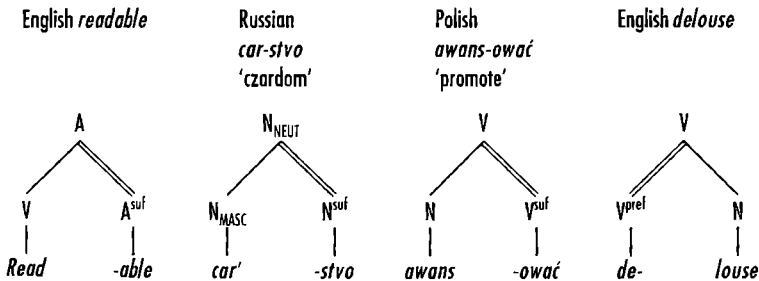 English readable Russian Polish English delouse
car-stvo awans-ować
'czardom' 'promote'
A N_NEUT V V
V A^suf N_MASC N^suf N V^suf V^pref N
Read -able car' -stvo awans -ować de- louse